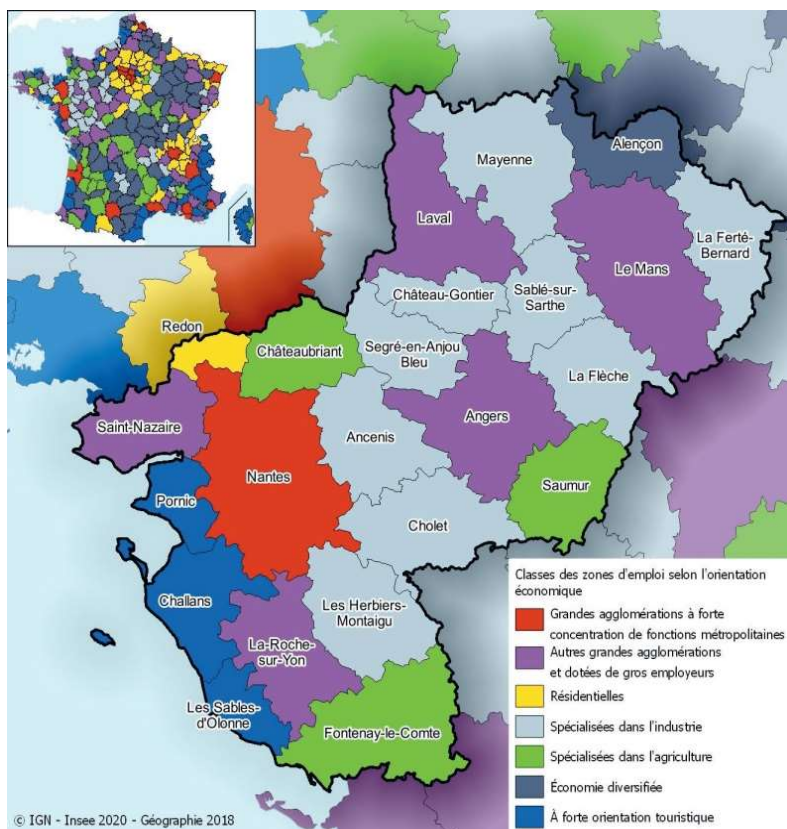 Alençon
Mayenne
Laval
La Ferté-
Bernard
Le Mans
Château-Gontier
Sablé-sur-
Sarthe
Redon
Châteaubriant
Segré-en-Anjou
Bleu
La Flèche
Saint-Nazaire
Angers
Ancenis
Nantes
Saumur
Pornic
Cholet
Challans
Les Herbiers-
Montaigu
La-Roche-
sur-Yon
Les Sables-
d'Olonne
Fontenay-le-Comte
Classes des zones d'emploi selon l'orientation
économique
Grandes agglomérations à forte
concentration de fonctions métropolitaines
Autres grandes agglomérations
et dotées de gros employeurs
Résidentielles
Spécialisées dans l'industrie
Spécialisées dans l'agriculture
Économie diversifiée
À forte orientation touristique
© IGN - Insee 2020 - Géographie 2018